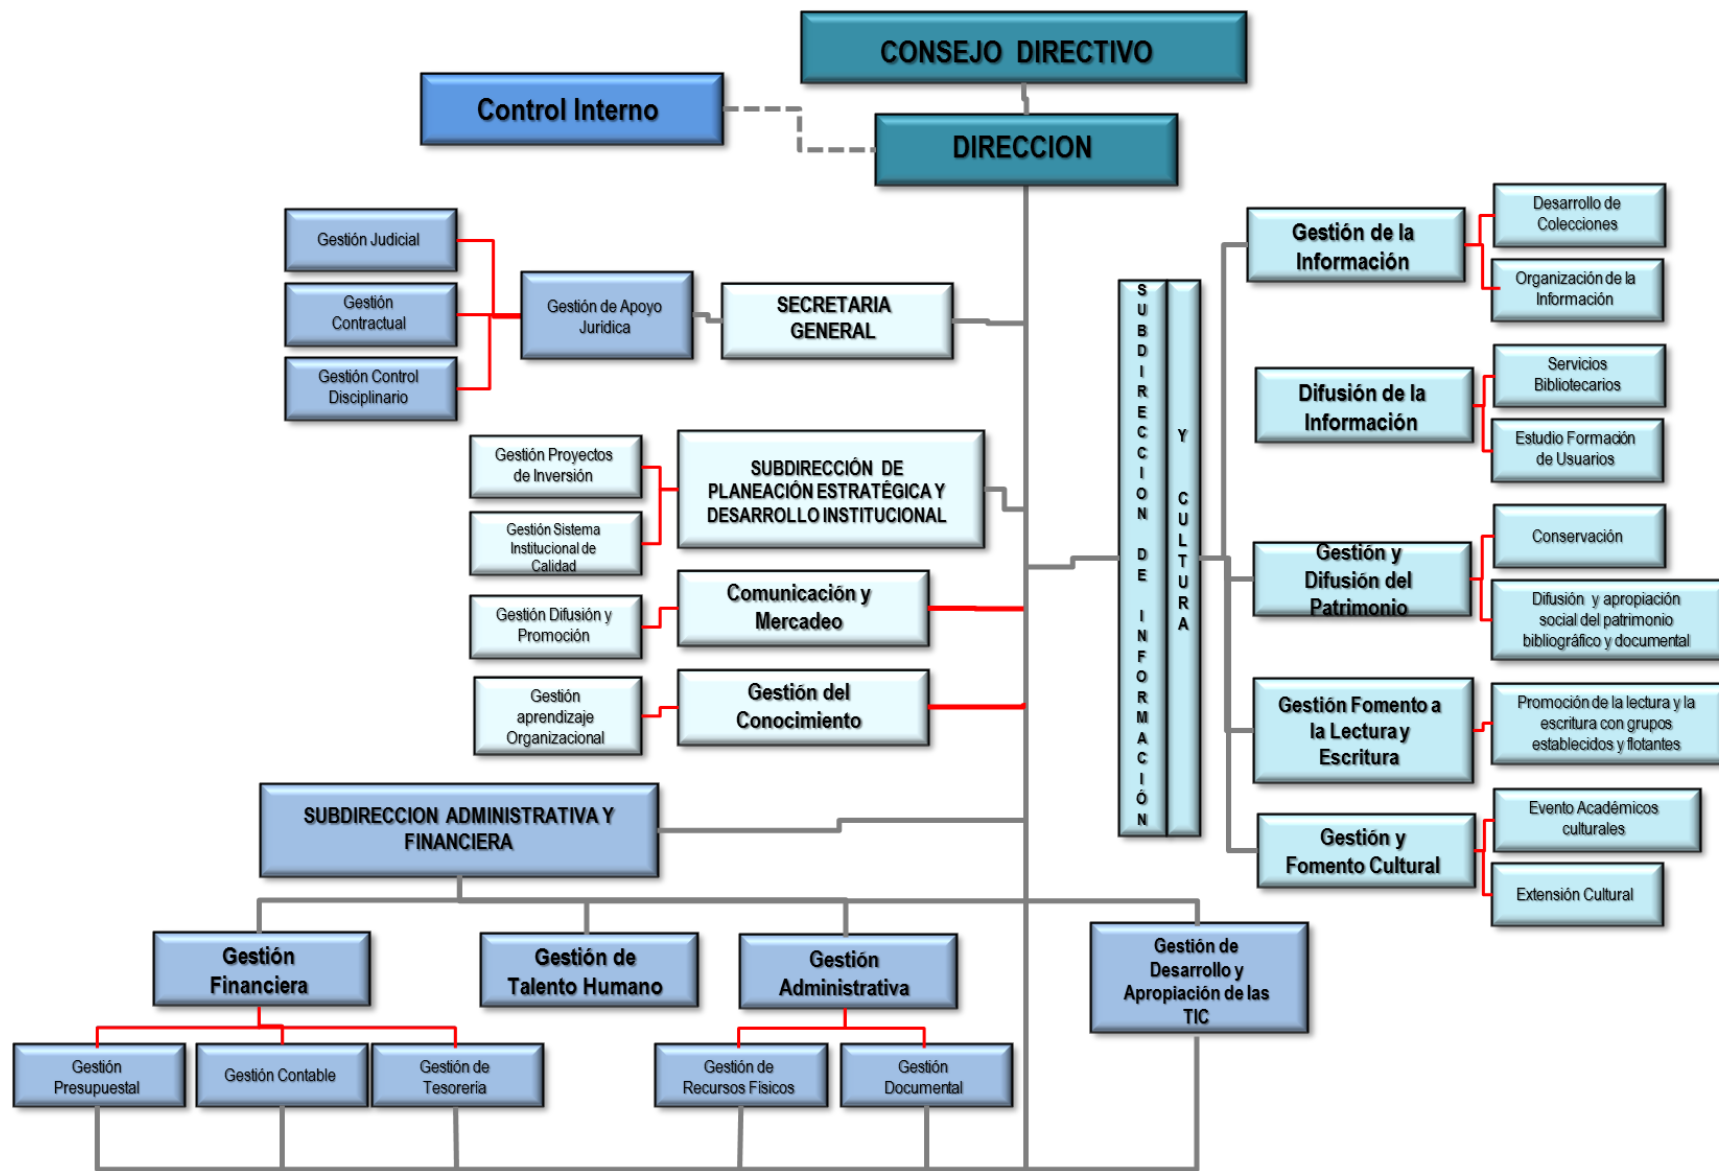 CONSEJO DIRECTIVO
Control Interno
DIRECCION
Gestión Judicial
Gestión
Contractual
Gestión Control
Disciplinario
Gestión de Apoyo
Juridica
SECRETARIA
GENERAL
Gestión Proyectos
de Inversión
Gestión Sistema
Institucional de
Calidad
SUBDIRECCIÓN DE
PLANEACIÓN ESTRATÉGICA Y
DESARROLLO INSTITUCIONAL
Gestión Difusión y
Promoción
Comunicación y
Mercadeo
Gestión
aprendizaje
Organizacional
Gestión del
Conocimiento
SUBDIRECCION DE INFORMACIÓN
Y CULTURA
Gestión de la
Información
Desarrollo de
Colecciones
Organización de la
Información
Difusión de la
Información
Servicios
Bibliotecarios
Estudio Formación
de Usuarios
Gestión y
Difusión del
Patrimonio
Conservación
Difusión y apropiación
social del patrimonio
bibliográfico y documental
Gestión Fomento a
la Lectura y
Escritura
Promoción de la lectura y la
escritura con grupos
establecidos y flotantes
Gestión y
Fomento Cultural
Evento Académicos
culturales
Extensión Cultural
SUBDIRECCION ADMINISTRATIVA Y
FINANCIERA
Gestión
Financiera
Gestión de
Talento Humano
Gestión
Administrativa
Gestión de
Desarrollo y
Apropiación de las
TIC
Gestión
Presupuestal
Gestión Contable
Gestión de
Tesoreria
Gestión de
Recursos Fisicos
Gestión
Documental